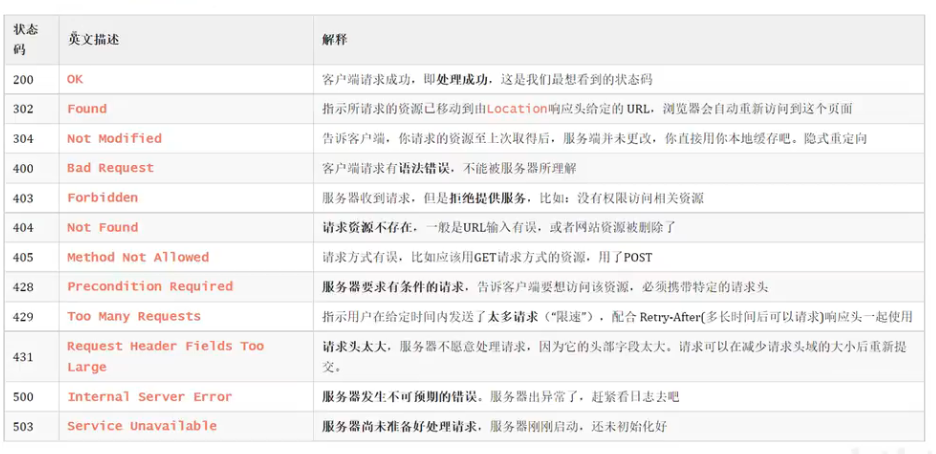 状态
码 英文描述 解释
200 OK 客户端请求成功，即处理成功，这是我们最想看到的状态码
302 Found 指示所请求的资源已移动到由Location响应头给定的 URL，浏览器会自动重新访问到这个页面
304 Not Modified 告诉客户端，你请求的资源至上次取得后，服务端并未更改，你直接用你本地缓存吧。隐式重定向
400 Bad Request 客户端请求有语法错误，不能被服务器所理解
403 Forbidden 服务器收到请求，但是拒绝提供服务，比如：没有权限访问相关资源
404 Not Found 请求资源不存在，一般是URL输入有误，或者网站资源被删除了
405 Method Not Allowed 请求方式有误，比如应该用GET请求方式的资源，用了POST
428 Precondition Required 服务器要求有条件的请求，告诉客户端要想访问该资源，必须携带特定的请求头
429 Too Many Requests 指示用户在给定时间内发送了太多请求（“限速”），配合 Retry-After(多长时间后可以请求)响应头一起使用
431 Request Header Fields Too
Large 请求头太大，服务器不愿意处理请求，因为它的头部字段太大。请求可以在减少请求头域的大小后重新提
交。
500 Internal Server Error 服务器发生不可预期的错误。服务器出异常了，赶紧看日志去吧
503 Service Unavailable 服务器尚未准备好处理请求，服务器刚刚启动，还未初始化好